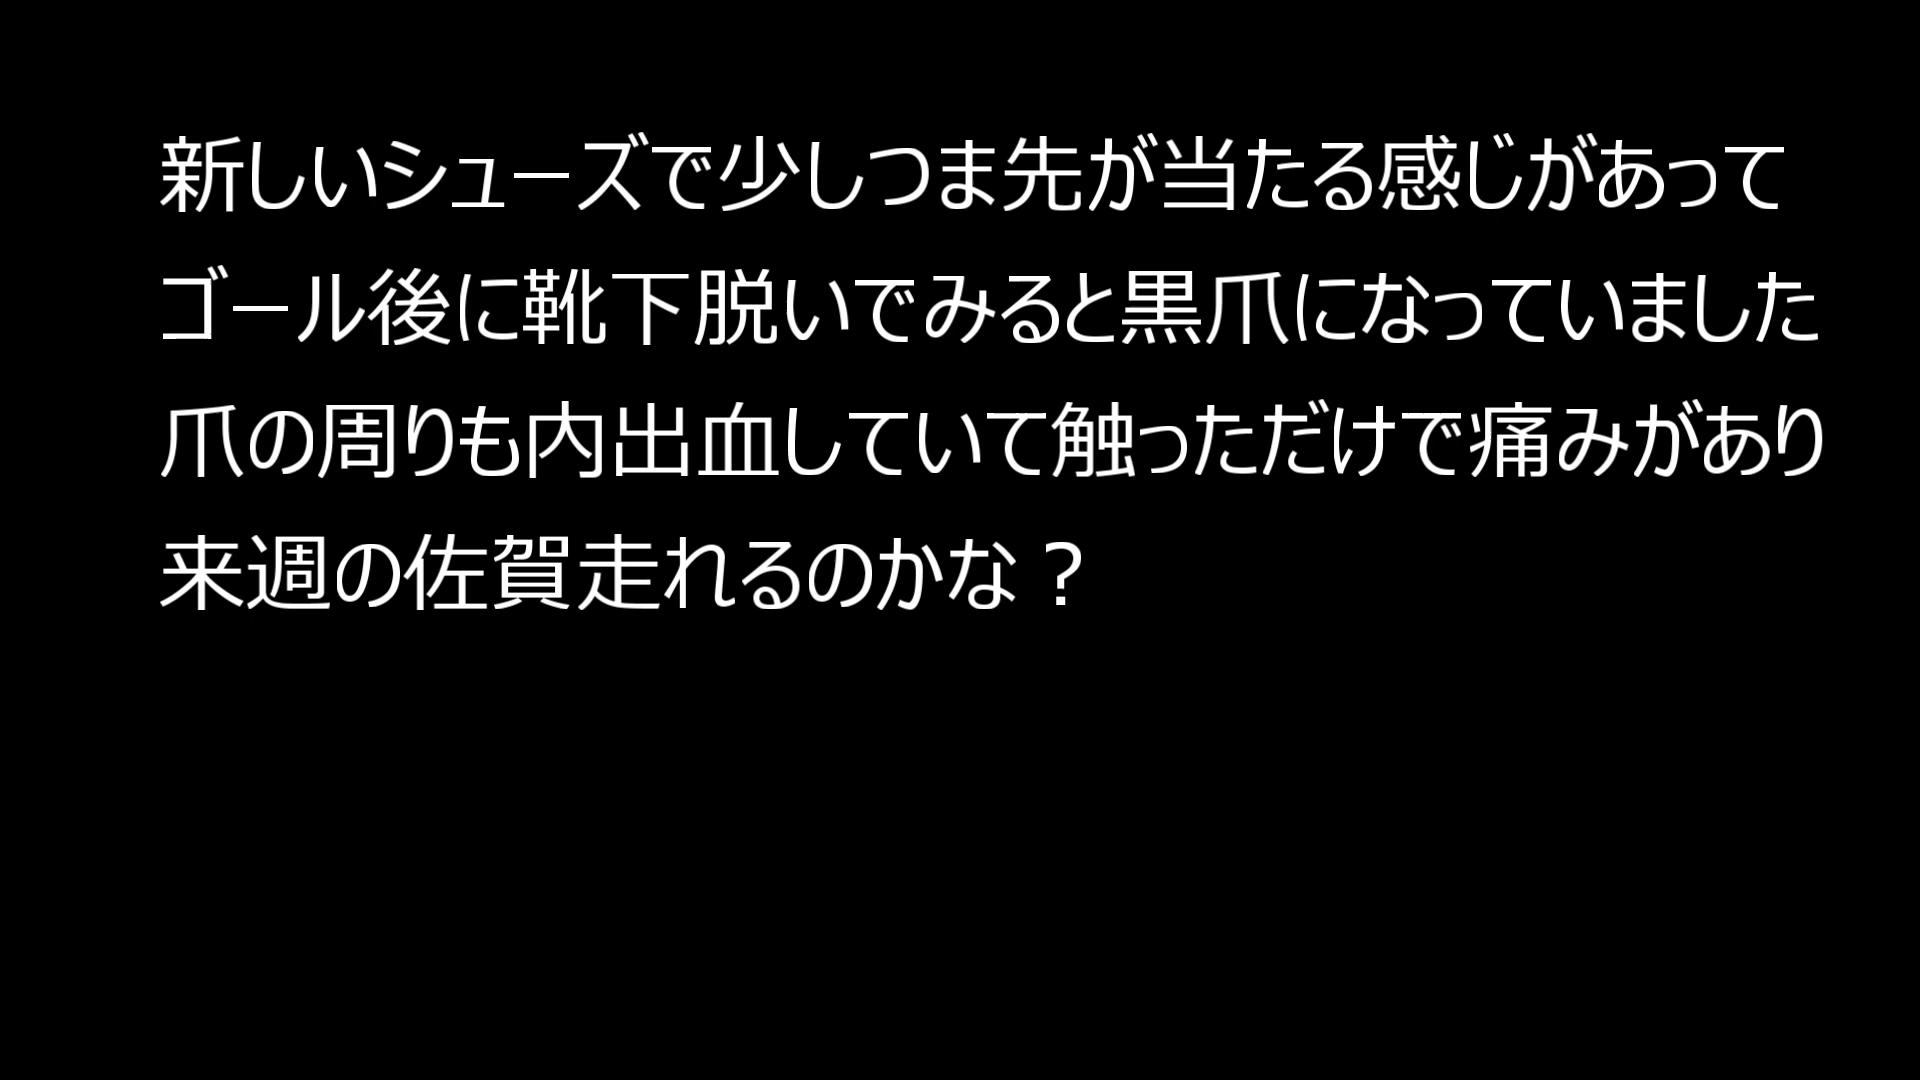 新しいシューズで少しつま先が当たる感じがあって
ゴール後に靴下脱いでみると黒爪になっていました
爪の周りも内出血していて触っただけで痛みがあり
来週の佐賀走れるのかな？